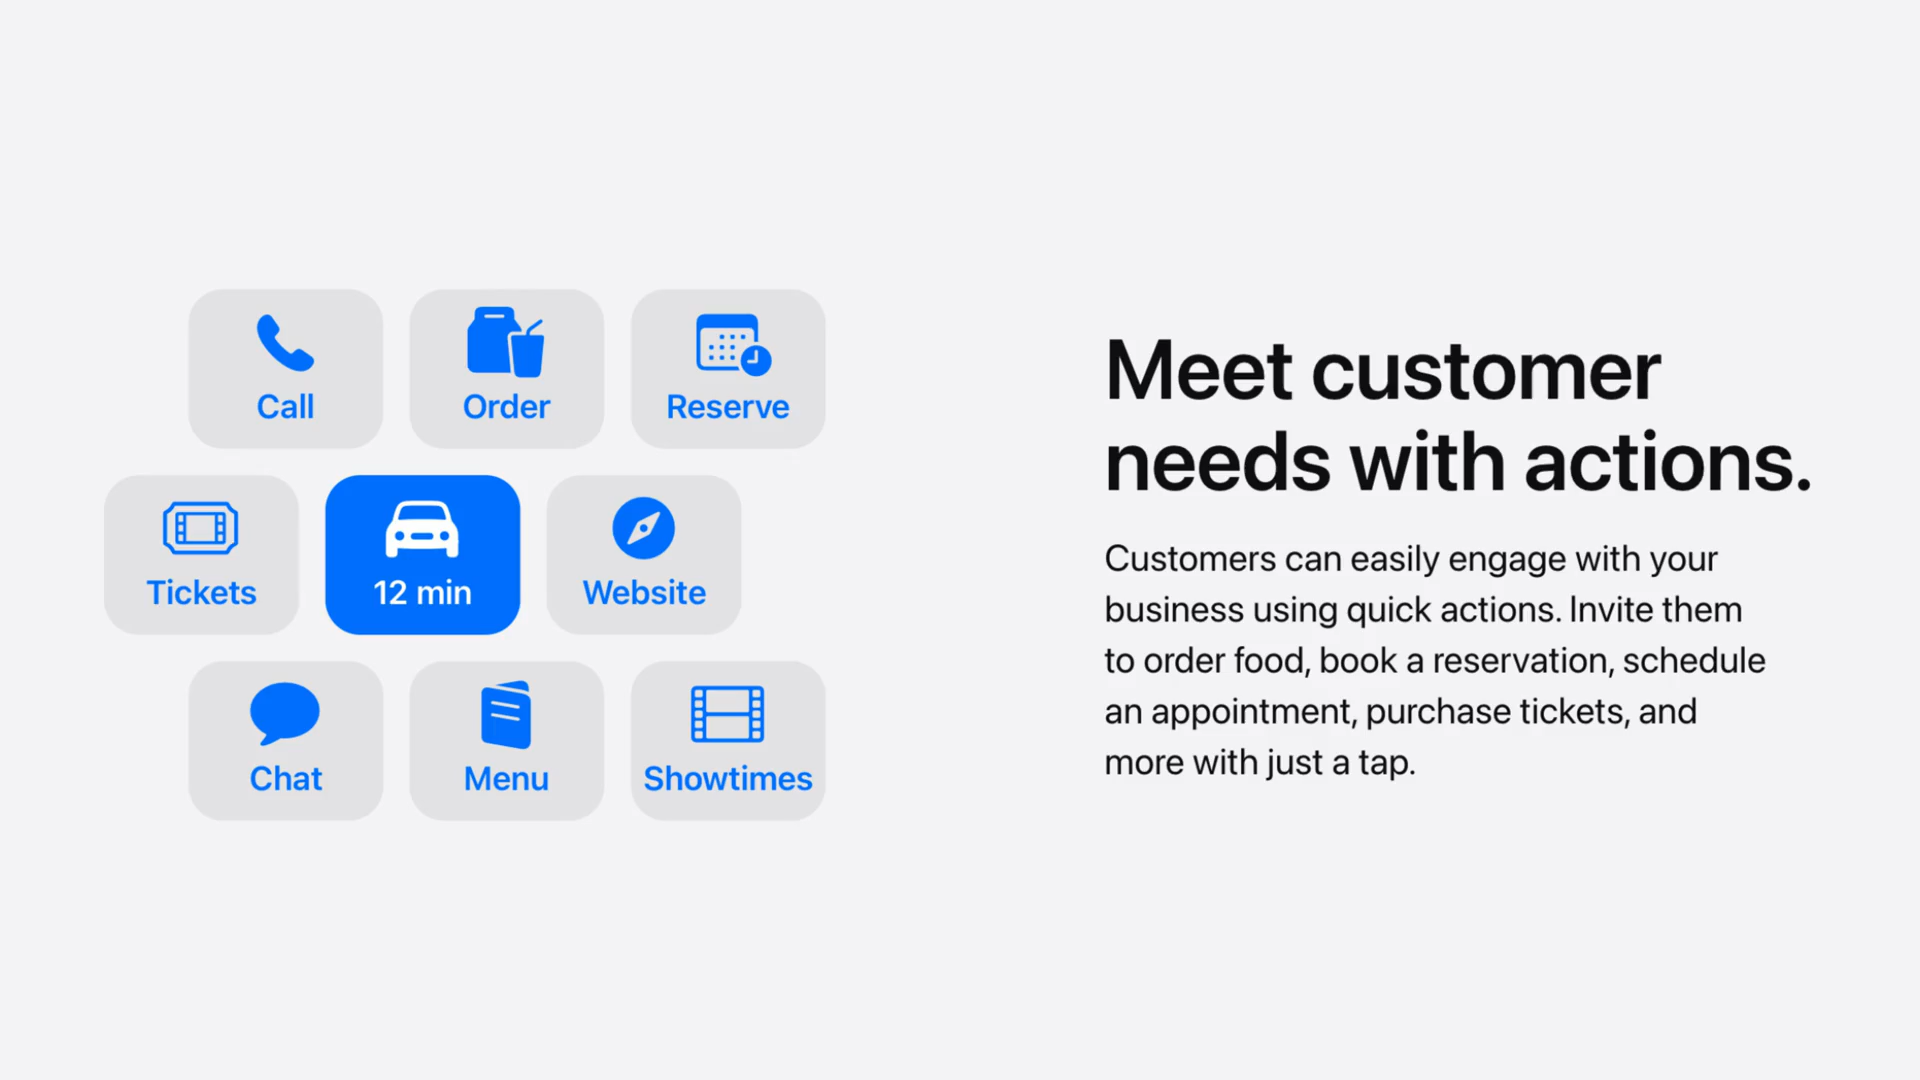 Call
Order
Reserve
Tickets
12 min
Website
Chat
Menu
Showtimes
Meet customer
needs with actions.
Customers can easily engage with your
business using quick actions. Invite them
to order food, book a reservation, schedule
an appointment, purchase tickets, and
more with just a tap.